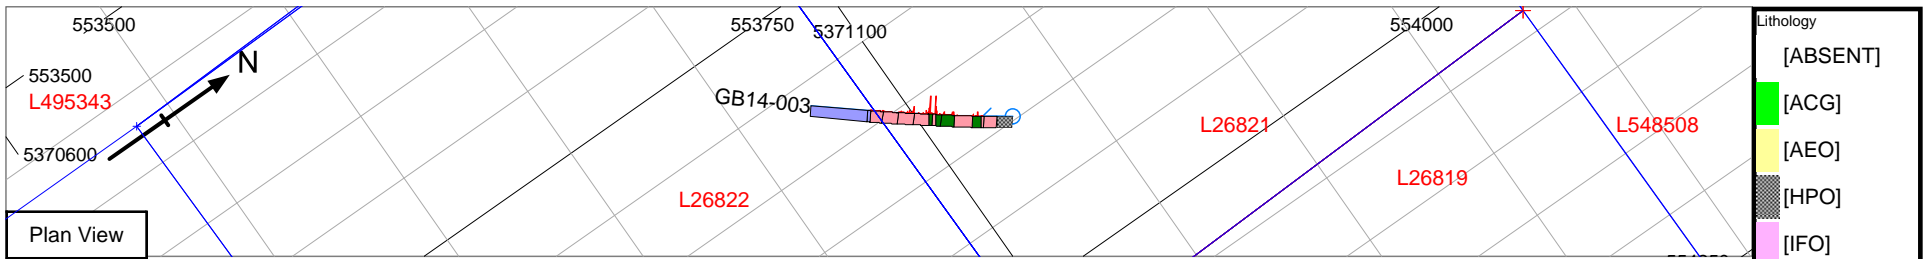 553500
553750
5371100
554000
Lithology
N
[ABSENT]
553500
L495343
GB14-003
[ACG]
L26821
L548508
5370600
[AEO]
L26819
L26822
[HPO]
Plan View
[IFO]